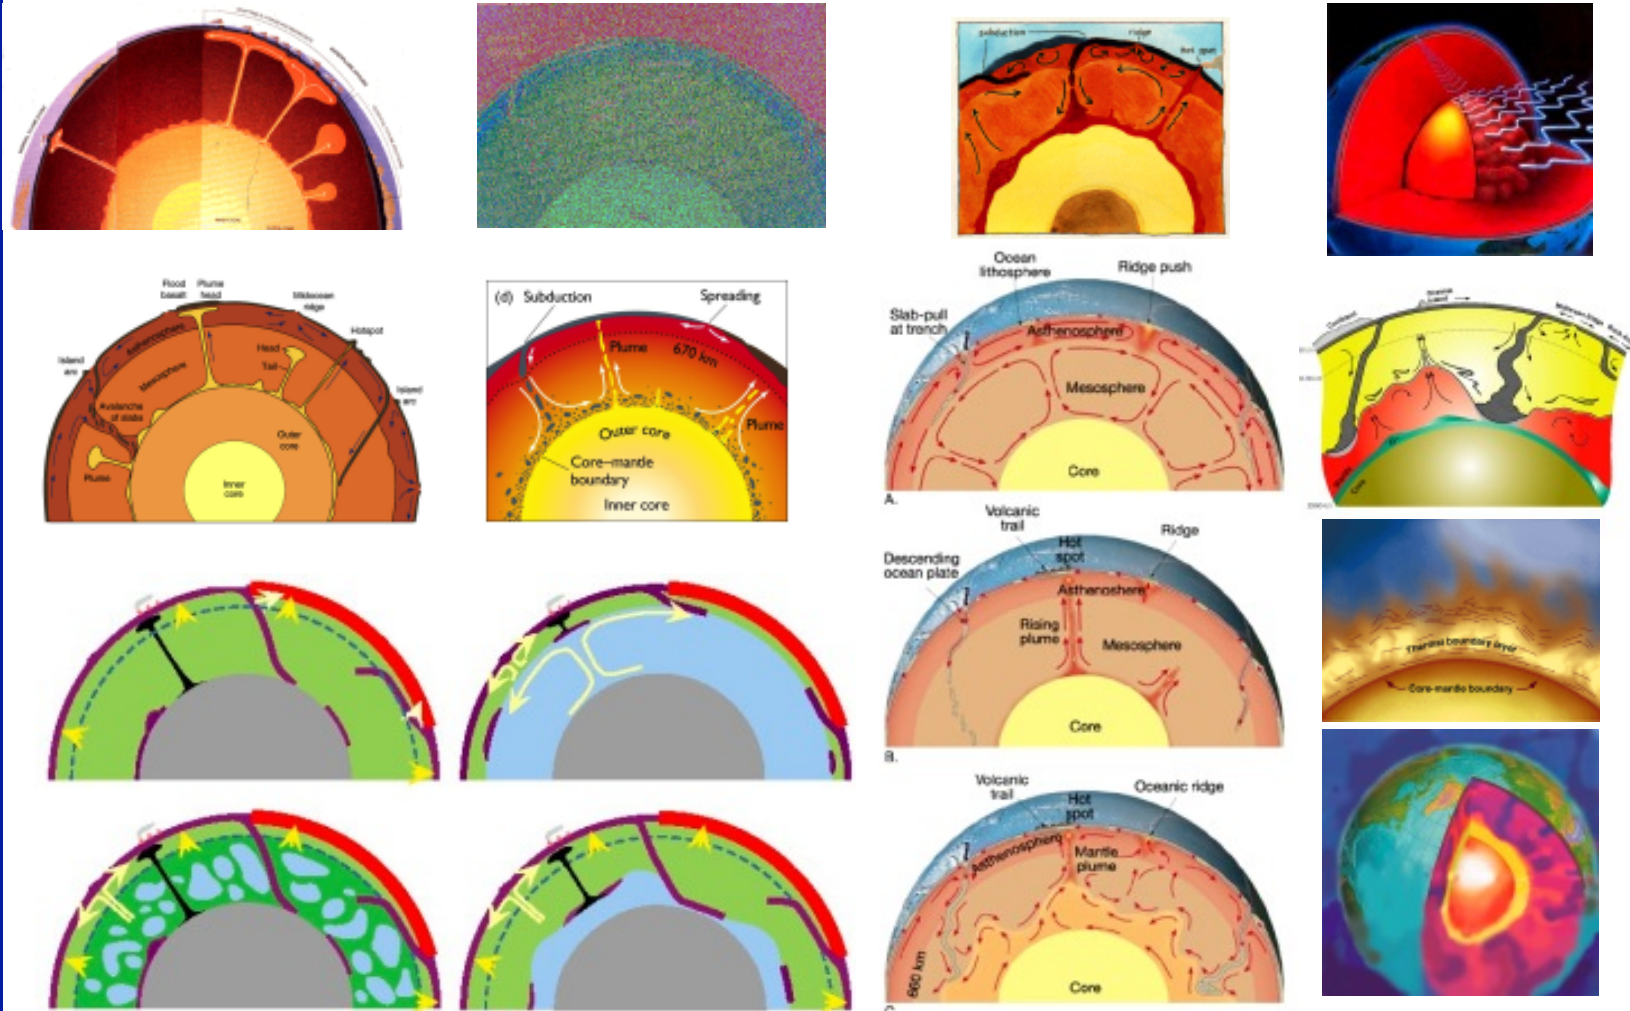 subduction
ridge
hot spot
Flood
basalt
Plume
head
Midocean
ridge
Hotspot
Island
arc
Asthenosphere
Mesosphere
Head
Tail
Island
arc
Avalanche
of slabs
Plume
Outer
core
Inner
core
(d)
Subduction
Spreading
Plume
670 km
Plume
Outer core
Core–mantle
boundary
Inner core
Ocean
lithosphere
Ridge push
Slab-pull
at trench
Asthenosphere
Mesosphere
Core
A.
Volcanic
trail
Hot
spot
Ridge
Descending
ocean plate
Asthenoshere
Rising
plume
Mesosphere
Core
B.
Volcanic
trail
Hot
spot
Oceanic ridge
Asthenosphere
Mantle
plume
660 km
Core
Thermal boundary layer
Core-mantle boundary